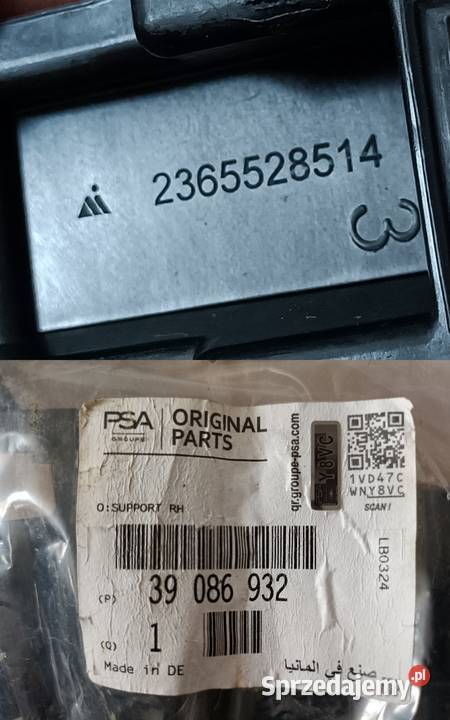 2365528514
3
PSA
GROUPE
ORIGINAL
PARTS
qr.groupe-psa.com
Y8VC
1VD47C
WNY8VC
SCAN!
O:SUPPORT RH
LB0324
(P) 39 086 932
(Q) 1
Made in DE
صنع في المانيا
Sprzedajemy.pl